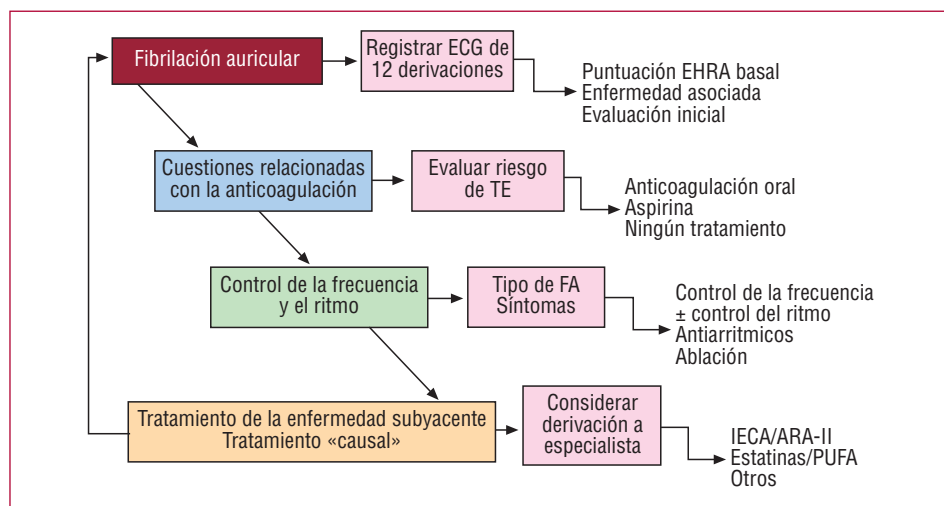 Fibrilación auricular
Registrar ECG de
12 derivaciones
Puntuación EHRA basal
Enfermedad asociada
Evaluación inicial
Cuestiones relacionadas
con la anticoagulación
Evaluar riesgo
de TE
Anticoagulación oral
Aspirina
Ningún tratamiento
Control de la frecuencia
y el ritmo
Tipo de FA
Síntomas
Control de la frecuencia
± control del ritmo
Antiarritmicos
Ablación
Tratamiento de la enfermedad subyacente
Tratamiento «causal»
Considerar
derivación a
especialista
IECA/ARA-II
Estatinas/PUFA
Otros